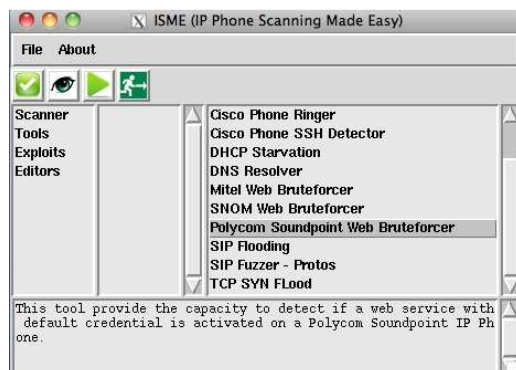 ISME (IP Phone Scanning Made Easy)
File About
Scanner
Tools
Exploits
Editors
Cisco Phone Ringer
Cisco Phone SSH Detector
DHCP Starvation
DNS Resolver
Mitel Web Bruteforcer
SNOM Web Bruteforcer
Polycom Soundpoint Web Bruteforcer
SIP Flooding
SIP Fuzzer - Protos
TCP SYN FLood
This tool provide the capacity to detect if a web service with
default credential is activated on a Polycom Soundpoint IP Ph
one.